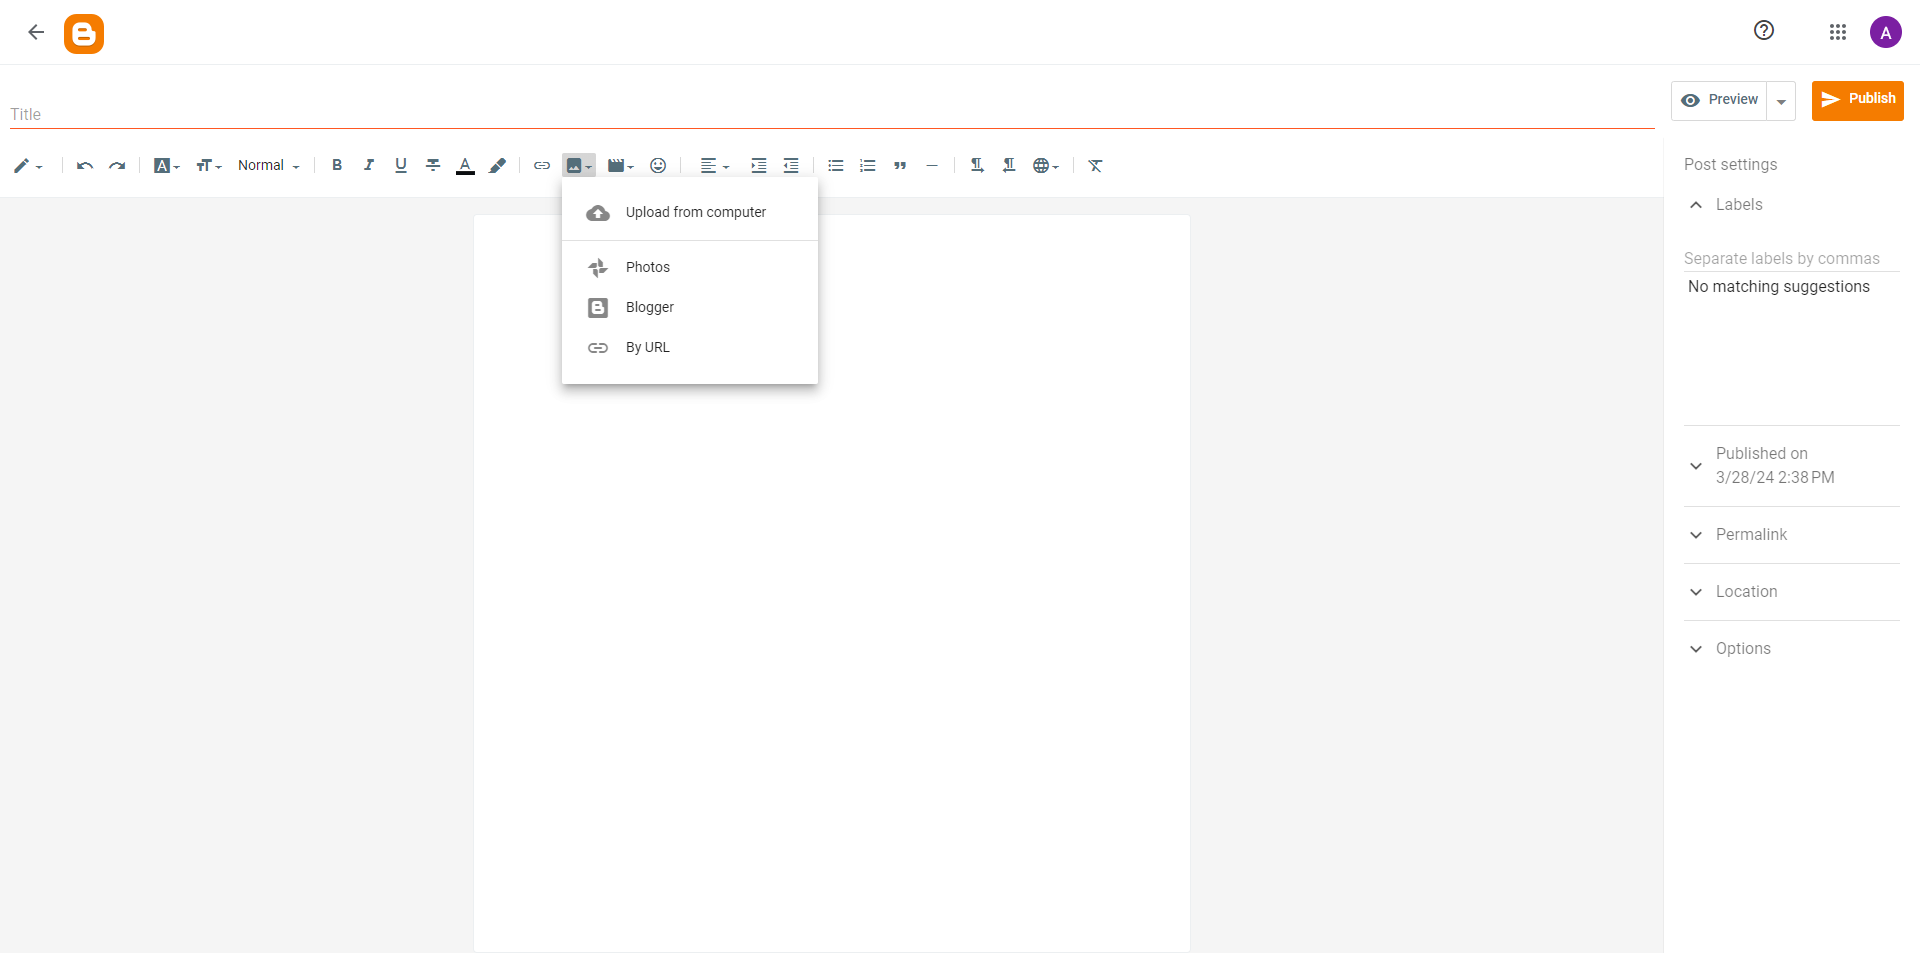 A
Title
Preview
Publish
Normal
B
I
U
A
Upload from computer
Photos
Blogger
By URL
Post settings
Labels
Separate labels by commas
No matching suggestions
Published on
3/28/24 2:38 PM
Permalink
Location
Options